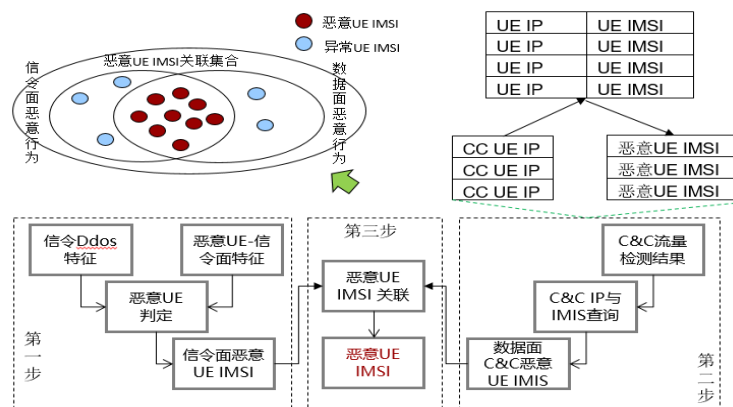 恶意UE IMSI
异常UE IMSI
恶意UE IMSI关联集合
信令面恶意行为
数据面恶意行为
UE IP UE IMSI
UE IP UE IMSI
UE IP UE IMSI
UE IP UE IMSI
CC UE IP
CC UE IP
CC UE IP
恶意UE IMSI
恶意UE IMSI
恶意UE IMSI
第一步
信令Ddos
特征
恶意UE-信
令面特征
恶意UE
判定
信令面恶意
UE IMSI
第三步
恶意UE
IMSI 关联
恶意UE
IMSI
C&C流量
检测结果
C&C IP与
IMIS查询
数据面
C&C恶意
UE IMIS
第二步